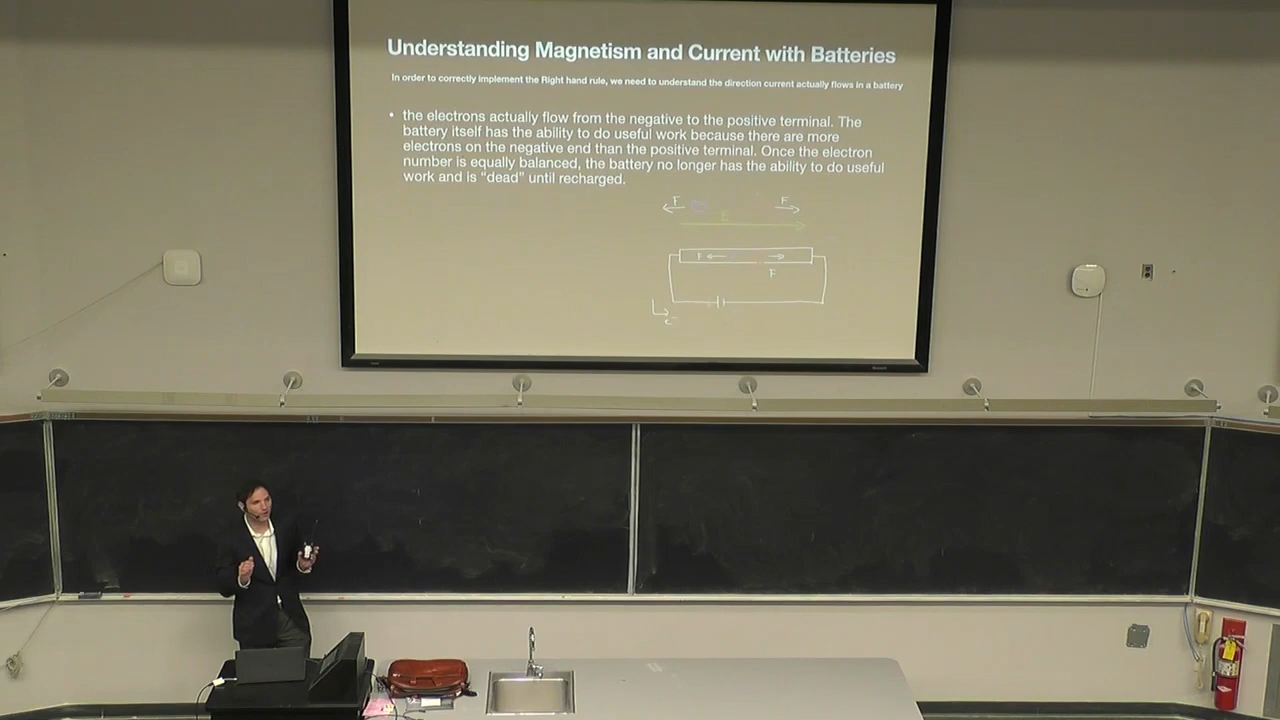 Understanding Magnetism and Current with Batteries
In order to correctly implement the Right hand rule, we need to understand the direction current actually flows in a battery
• the electrons actually flow from the negative to the positive terminal. The
battery itself has the ability to do useful work because there are more
electrons on the negative end than the positive terminal. Once the electron
number is equally balanced, the battery no longer has the ability to do useful
work and is “dead” until recharged.
F F
E
F
F
e⁻